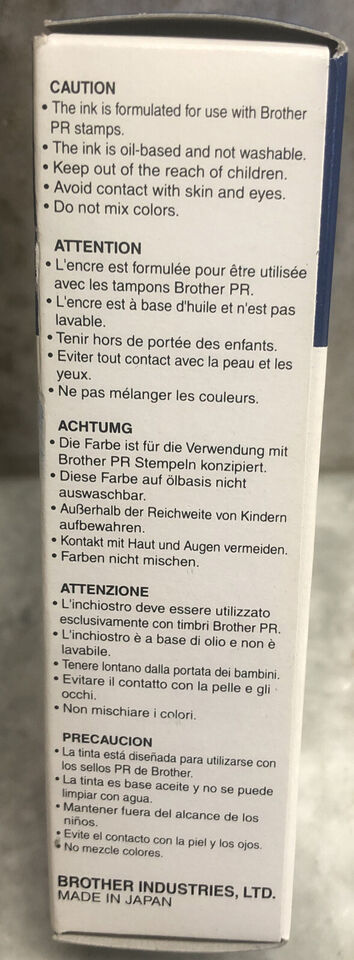 CAUTION
• The ink is formulated for use with Brother
PR stamps.
• The ink is oil-based and not washable.
• Keep out of the reach of children.
• Avoid contact with skin and eyes.
• Do not mix colors.
ATTENTION
• L'encre est formulée pour être utilisée
avec les tampons Brother PR.
• L'encre est à base d'huile et n'est pas
lavable.
• Tenir hors de portée des enfants.
• Eviter tout contact avec la peau et les
yeux.
• Ne pas mélanger les couleurs.
ACHTUMG
• Die Farbe ist für die Verwendung mit
Brother PR Stempeln konzipiert.
• Diese Farbe auf ölbasis nicht
auswaschbar.
• Außerhalb der Reichweite von Kindern
aufbewahren.
• Kontakt mit Haut und Augen vermeiden.
• Farben nicht mischen.
ATTENZIONE
• L'inchiostro deve essere utilizzato
esclusivamente con timbri Brother PR.
• L'inchiostro è a base di olio e non è
lavabile.
• Tenere lontano dalla portata dei bambini.
• Evitare il contatto con la pelle e gli
occhi.
• Non mischiare i colori.
PRECAUCION
• La tinta está diseñada para utilizarse con
los sellos PR de Brother.
• La tinta es base aceite y no se puede
limpiar con agua.
• Mantener fuera del alcance de los
niños.
• Evite el contacto con la piel y los ojos.
• No mezcle colores.
BROTHER INDUSTRIES, LTD.
MADE IN JAPAN